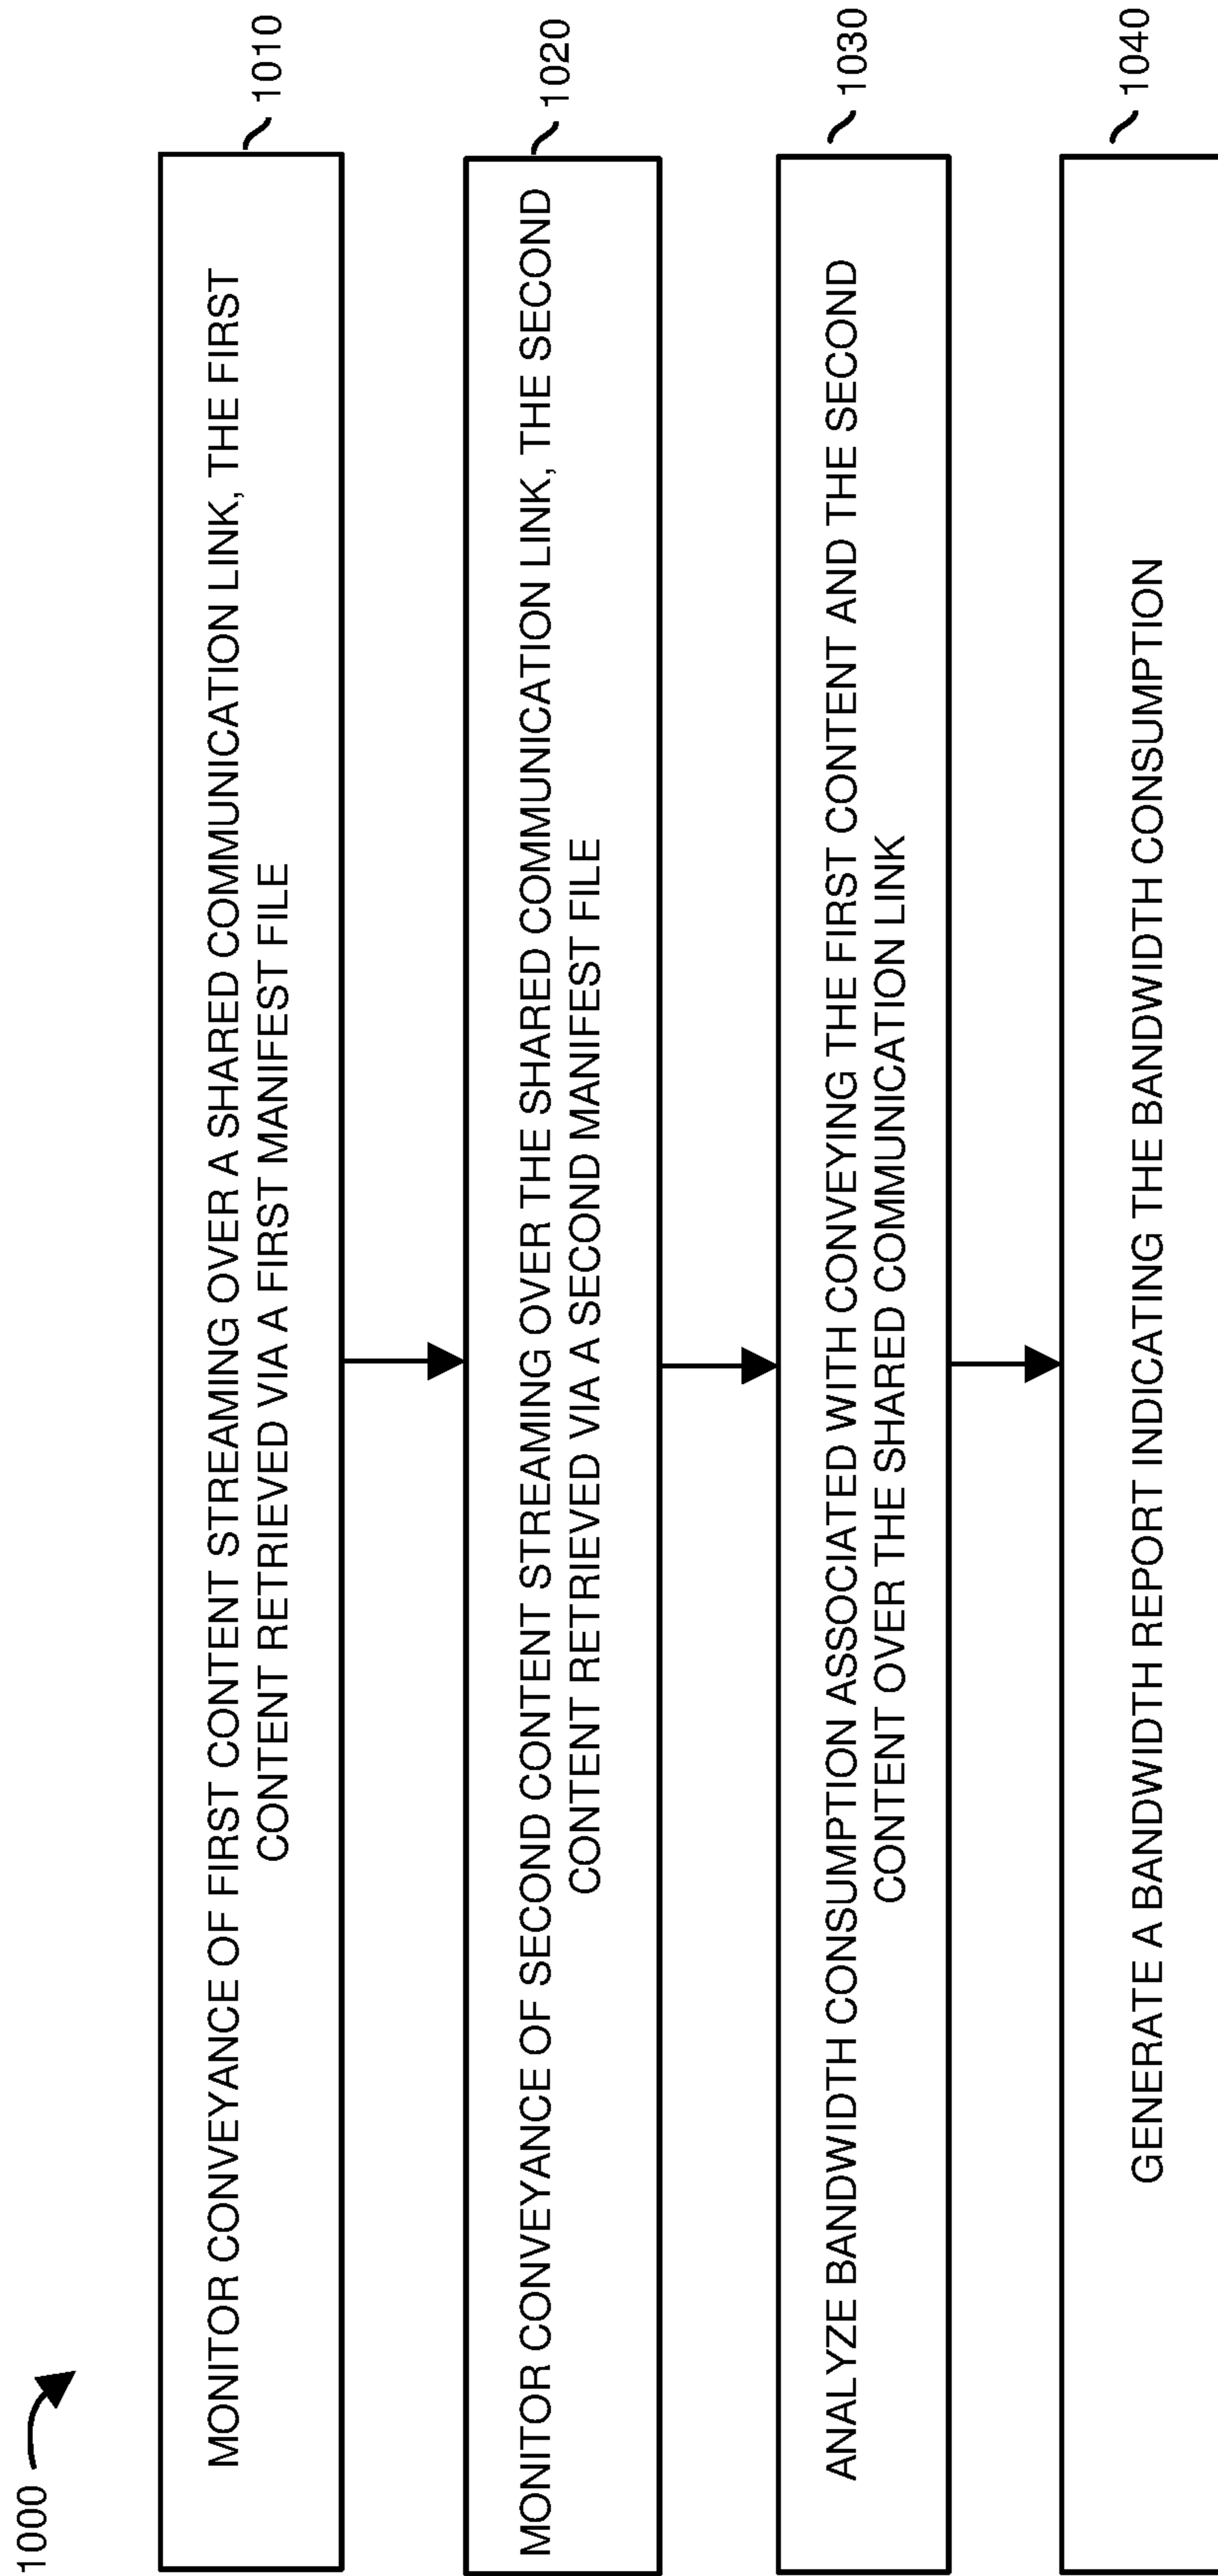 1000
MONITOR CONVEYANCE OF FIRST CONTENT STREAMING OVER A SHARED COMMUNICATION LINK, THE FIRST
CONTENT RETRIEVED VIA A FIRST MANIFEST FILE
1010
MONITOR CONVEYANCE OF SECOND CONTENT STREAMING OVER THE SHARED COMMUNICATION LINK, THE SECOND
CONTENT RETRIEVED VIA A SECOND MANIFEST FILE
1020
ANALYZE BANDWIDTH CONSUMPTION ASSOCIATED WITH CONVEYING THE FIRST CONTENT AND THE SECOND
CONTENT OVER THE SHARED COMMUNICATION LINK
1030
GENERATE A BANDWIDTH REPORT INDICATING THE BANDWIDTH CONSUMPTION
1040